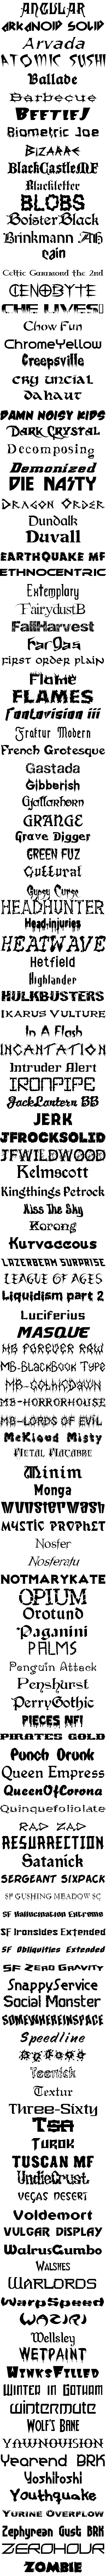 ANGULAR
ARKANOID SOLID
Arvada
ATOMIC SUSHI
Ballade
Barbecue
BEETJE!
Biometric Joe
BIZARRE
BlackCastleMF
Blackletter
BLOBS
BoisterBlack
Brinkmann AH
cain
Celtic Garamond the 2nd
CENOBYTE
THE LIVES!
Chow Fun
ChromeYellow
Creepsville
cry uncial
dahaut
DAMN NOISY KIDS
DARK CRYSTAL
Decomposing
Demonized
DIE NASTY
DRAGON ORDER
Dundalk
Duvall
EARTHQUAKE MF
ETHNOCENTRIC
Extemplary
FairydustB
FailHarvest
FarOas
FIRST ORDER PLAIN
Flame
FLAMES
Fantavision iii
Fraktur Modern
French Grotesque
Gastada
Gibberish
Gjallarhorn
GRANGE
Grave Digger
GREEN FUZ
Guttural
Gypsy Curse
HEADHUNTER
Head-injuries
HEATWAVE
Hetfield
Highlander
HULKBUSTERS
IKARUS VULTURE
In A Flash
INCANTATION
Intruder Alert
IRONPIPE
JackLantern BB
JERK
JFROCKSOLID
JFWILDWOOD
Kelmscott
Kingthings Petrock
Kiss The Sky
Korong
Kurvaceous
LAZERBEAM SURPRISE
LEAGUE OF AGES
Liquidism part 2
Luciferius
MASQUE
MB FOREVER RAW
MB-BLACKBOOK TYPE
MB-GOTHICDAWN
MB-HORRORHOUSE
MB-LORDS OF EVIL
McKloud Misty
METAL MACABRE
Minim
Monga
MUNSTERWASH
MYSTIC PROPHET
Nosfer
Nosferatu
NOTMARYKATE
OPIUM
Orotund
Paganini
PALMS
Penguin Attack
Penshurst
PerryGothic
PIECES NFI
PIRATES GOLD
Punch Drunk
Queen Empress
QueenOfCorona
Quinquefoliolate
RAD ZAD
RESURRECTION
Satanick
SERGEANT SIXPACK
SF GUSHING MEADOW SC
SF Hallucination Extreme
SF Ironsides Extended
SF Obliquities Extended
SF ZERO GRAVITY
SnappyService
Social Monster
SOMEWHEREINSPACE
Speedline
Teenick
Textur
Three-Sixty
TSA
TUROK
TUSCAN MF
UndieCrust
VEGAS DESERT
Voldemort
VULGAR DISPLAY
WalrusGumbo
WALSHES
WARLORDS
WarpSpeed
WATIRI
Wellsley
WETPAINT
WINKSFILLED
WINTER IN GOTHAM
wintermute
WOLF'S BANE
YAWNOVISION
Yearend BRK
Yoshitoshi
Youthquake
YURINE OVERFLOW
Zephyrean Gust BRK
ZEROHOUR
ZOMBIE